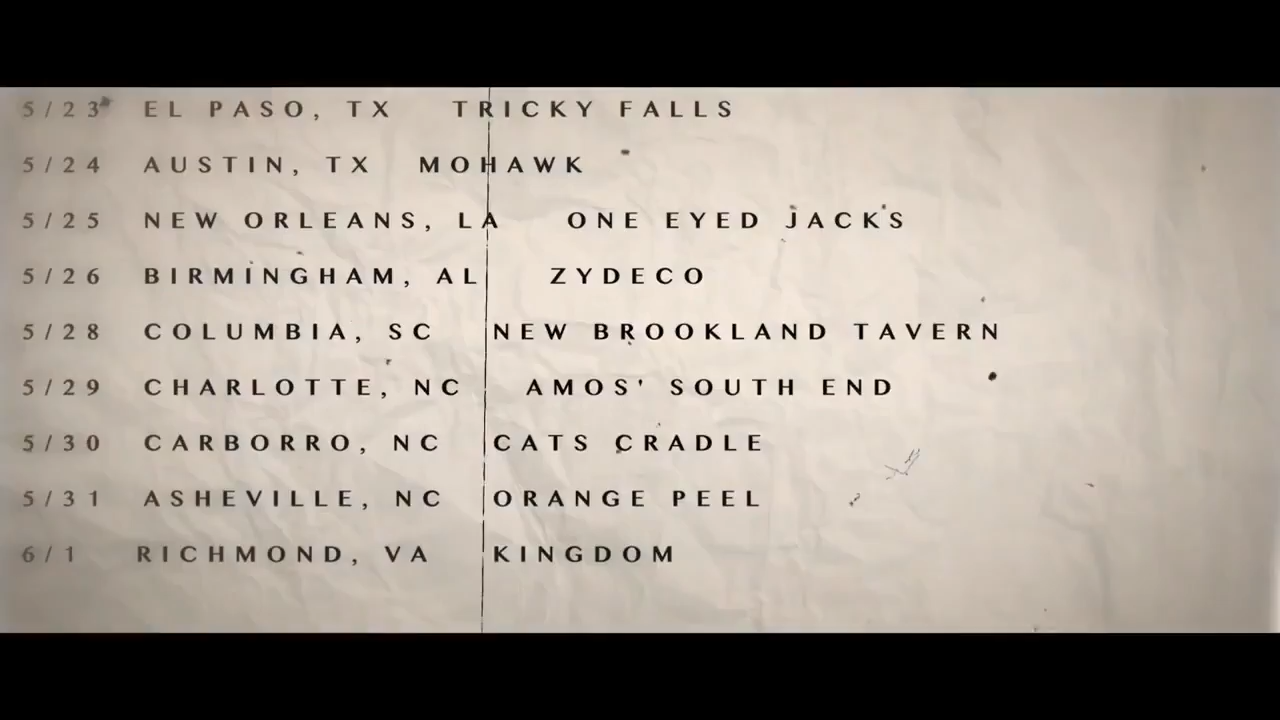 5/23 EL PASO, TX TRICKY FALLS
5/24 AUSTIN, TX MOHAWK
5/25 NEW ORLEANS, LA ONE EYED JACKS
5/26 BIRMINGHAM, AL ZYDECO
5/28 COLUMBIA, SC NEW BROOKLAND TAVERN
5/29 CHARLOTTE, NC AMOS' SOUTH END
5/30 CARBORRO, NC CATS CRADLE
5/31 ASHEVILLE, NC ORANGE PEEL
6/1 RICHMOND, VA KINGDOM